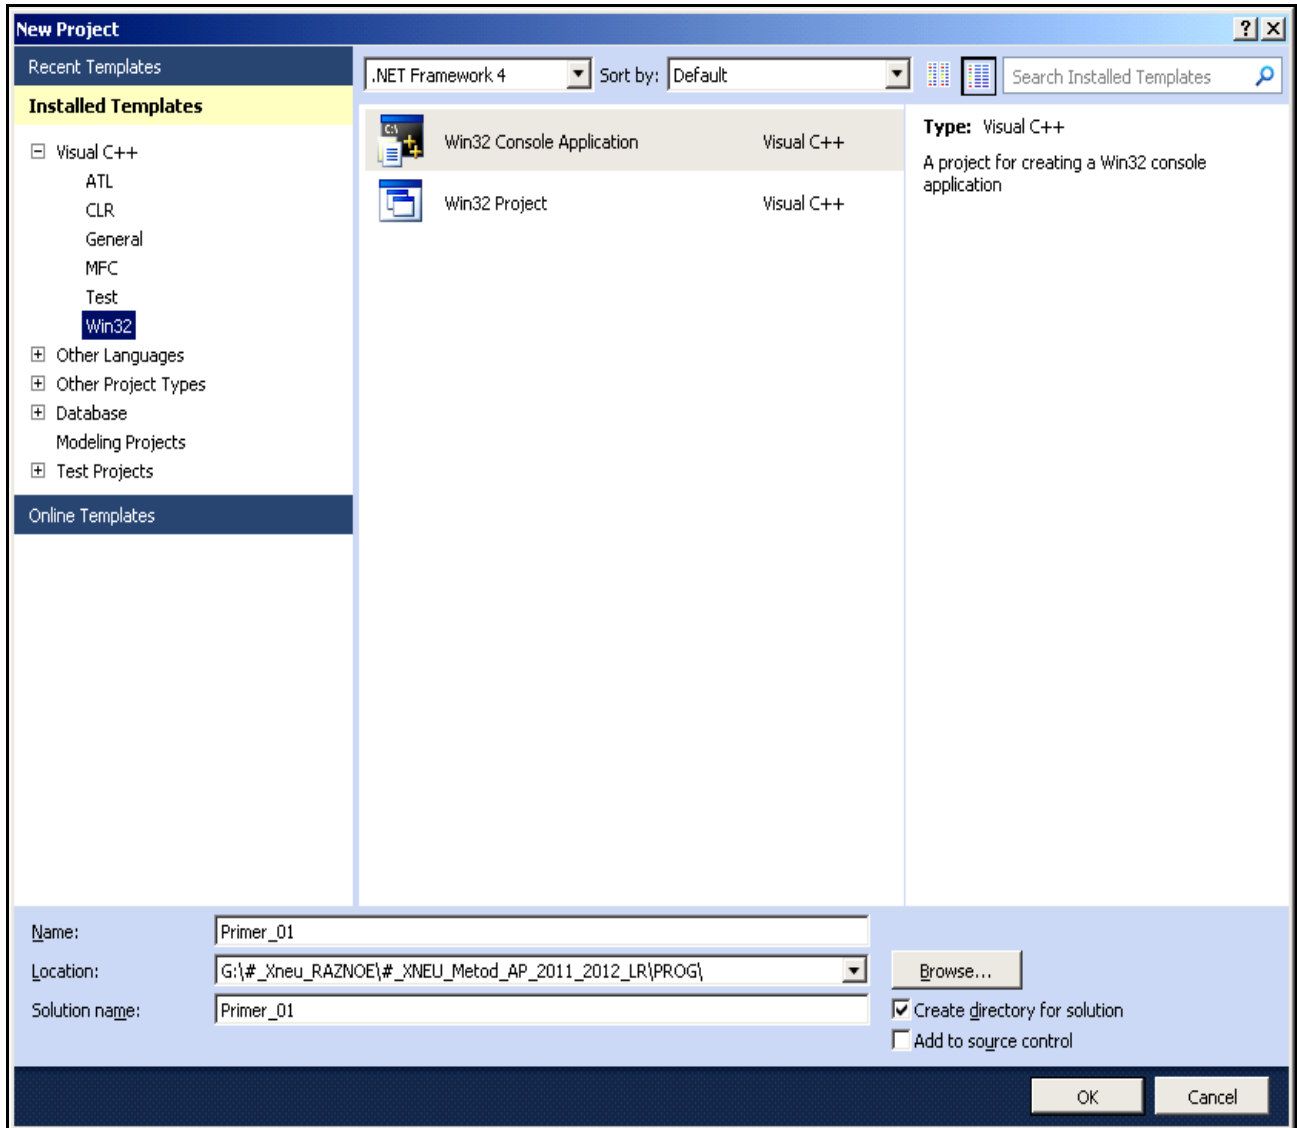 New Project
Recent Templates
Installed Templates
Visual C++
ATL
CLR
General
MFC
Test
Win32
Other Languages
Other Project Types
Database
Modeling Projects
Test Projects
Online Templates
.NET Framework 4 Sort by: Default Search Installed Templates
C:\ Win32 Console Application Visual C++
Win32 Project Visual C++
Type: Visual C++
A project for creating a Win32 console
application
Name: Primer_01
Location: G:\#_Xneu_RAZNOE\#_XNEU_Metod_AP_2011_2012_LR\PROG\ Browse...
Solution name: Primer_01 Create directory for solution
Add to source control
OK Cancel